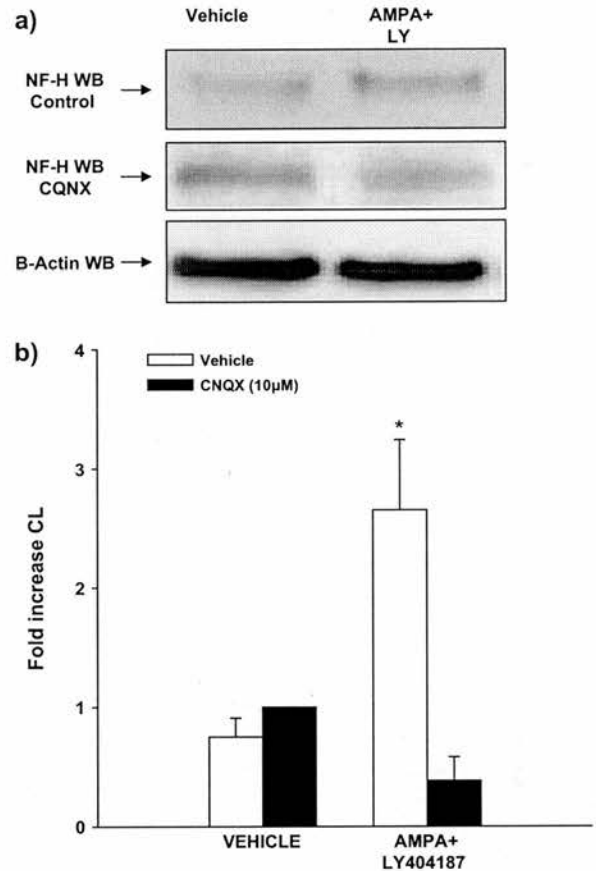 a)
Vehicle
AMPA+
LY
NF-H WB
Control
NF-H WB
CQNX
B-Actin WB
b)
4
3
2
1
0
Fold increase CL
Vehicle
CNQX (10µM)
*
VEHICLE
AMPA+
LY404187